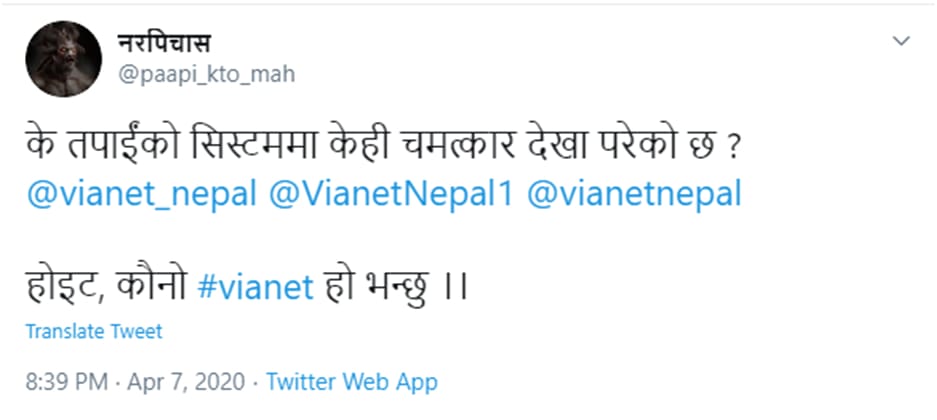 नरपिचास
@paapi_kto_mah
के तपाईंको सिस्टममा केही चमत्कार देखा परेको छ ?
@vianet_nepal @VianetNepal1 @vianetnepal
होइट, कौनो #vianet हो भन्छु ।।
Translate Tweet
8:39 PM · Apr 7, 2020 · Twitter Web App